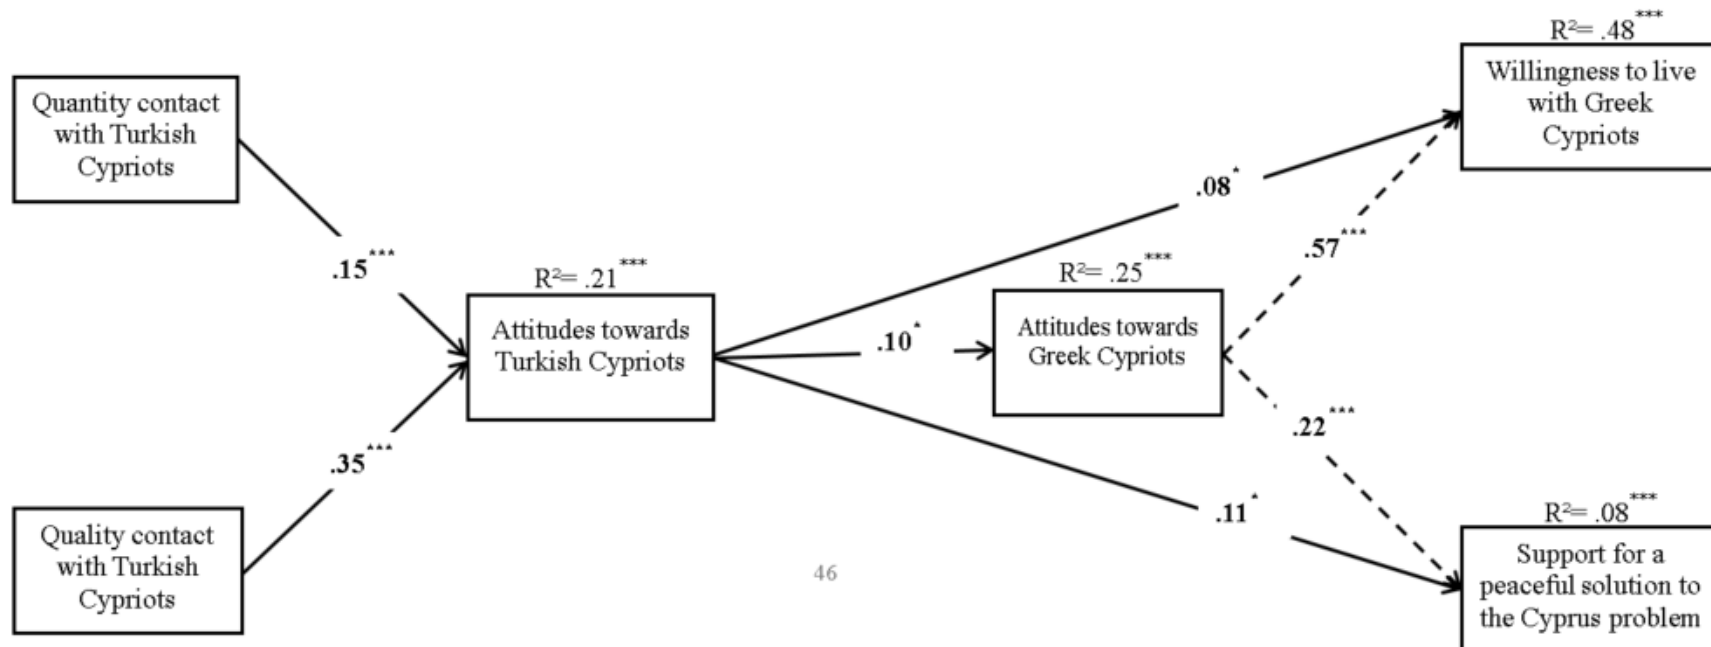 Quantity contact
with Turkish
Cypriots
.15***
Quality contact
with Turkish
Cypriots
.35***
R²= .21***
Attitudes towards
Turkish Cypriots
.08*
.10*
.11*
R²= .25***
Attitudes towards
Greek Cypriots
.57***
.22***
R²= .48***
Willingness to live
with Greek
Cypriots
R²= .08***
Support for a
peaceful solution to
the Cyprus problem
46